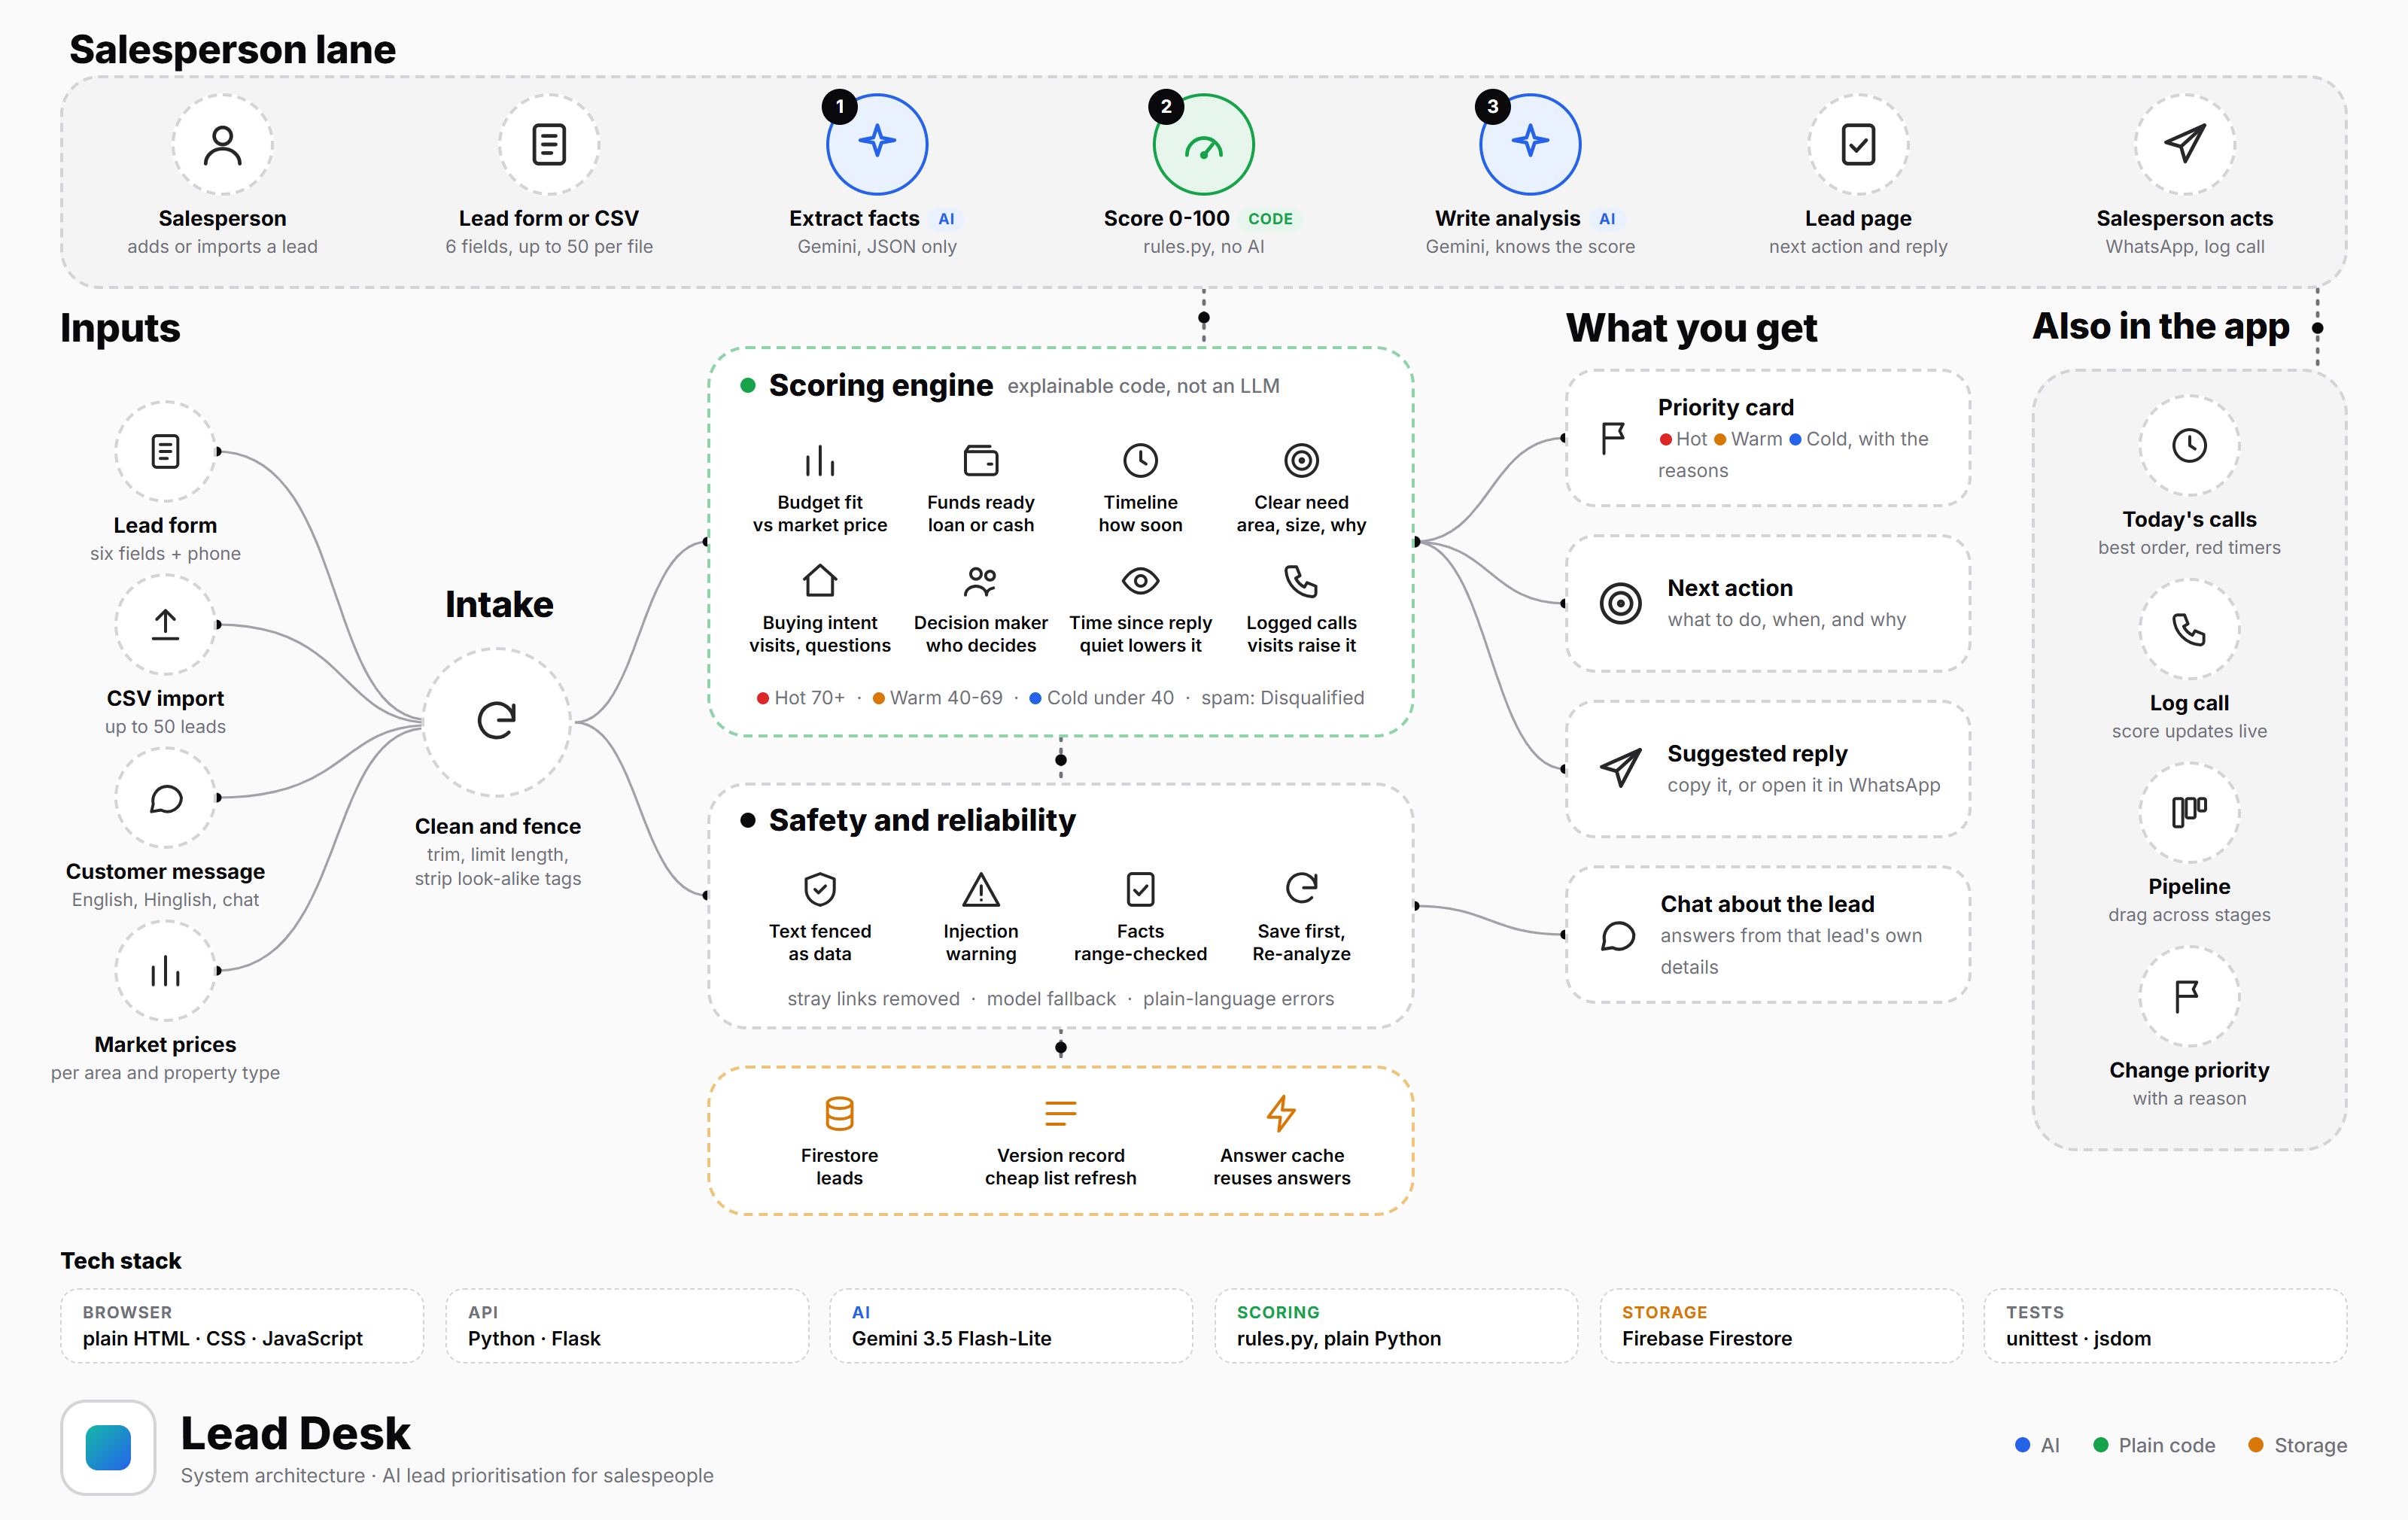 Salesperson lane
1
2
3
Salesperson
adds or imports a lead
Lead form or CSV
6 fields, up to 50 per file
Extract facts AI
Gemini, JSON only
Score 0-100 CODE
rules.py, no AI
Write analysis AI
Gemini, knows the score
Lead page
next action and reply
Salesperson acts
WhatsApp, log call
Inputs
Lead form
six fields + phone
CSV import
up to 50 leads
Customer message
English, Hinglish, chat
Market prices
per area and property type
Intake
Clean and fence
trim, limit length,
strip look-alike tags
Scoring engine explainable code, not an LLM
Budget fit
vs market price
Funds ready
loan or cash
Timeline
how soon
Clear need
area, size, why
Buying intent
visits, questions
Decision maker
who decides
Time since reply
quiet lowers it
Logged calls
visits raise it
Hot 70+ · Warm 40-69 · Cold under 40 · spam: Disqualified
Safety and reliability
Text fenced
as data
Injection
warning
Facts
range-checked
Save first,
Re-analyze
stray links removed · model fallback · plain-language errors
Firestore
leads
Version record
cheap list refresh
Answer cache
reuses answers
What you get
Priority card
Hot Warm Cold, with the
reasons
Next action
what to do, when, and why
Suggested reply
copy it, or open it in WhatsApp
Chat about the lead
answers from that lead's own
details
Also in the app
Today's calls
best order, red timers
Log call
score updates live
Pipeline
drag across stages
Change priority
with a reason
Tech stack
BROWSER
plain HTML · CSS · JavaScript
API
Python · Flask
AI
Gemini 3.5 Flash-Lite
SCORING
rules.py, plain Python
STORAGE
Firebase Firestore
TESTS
unittest · jsdom
Lead Desk
System architecture · AI lead prioritisation for salespeople
AI
Plain code
Storage